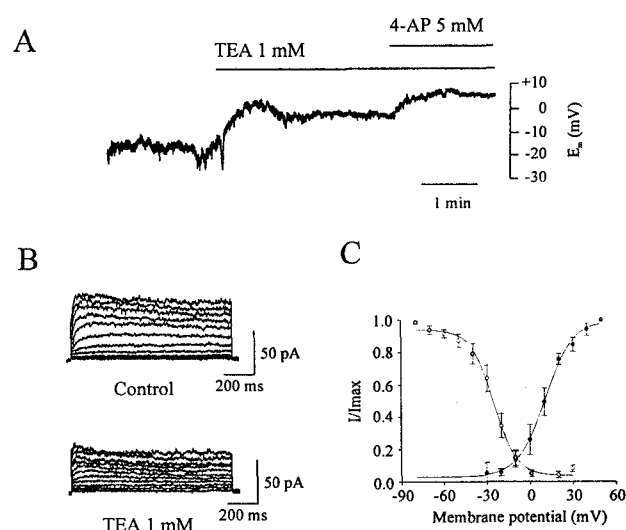 A
TEA 1 mM
4-AP 5 mM
+10
0
-10
-20
-30
Em (mV)
1 min
B
50 pA
200 ms
Control
50 pA
200 ms
TEA 1 mM
C
1.0
0.8
0.6
0.4
0.2
0.0
I/Imax
-90 -60 -30 0 30 60
Membrane potential (mV)